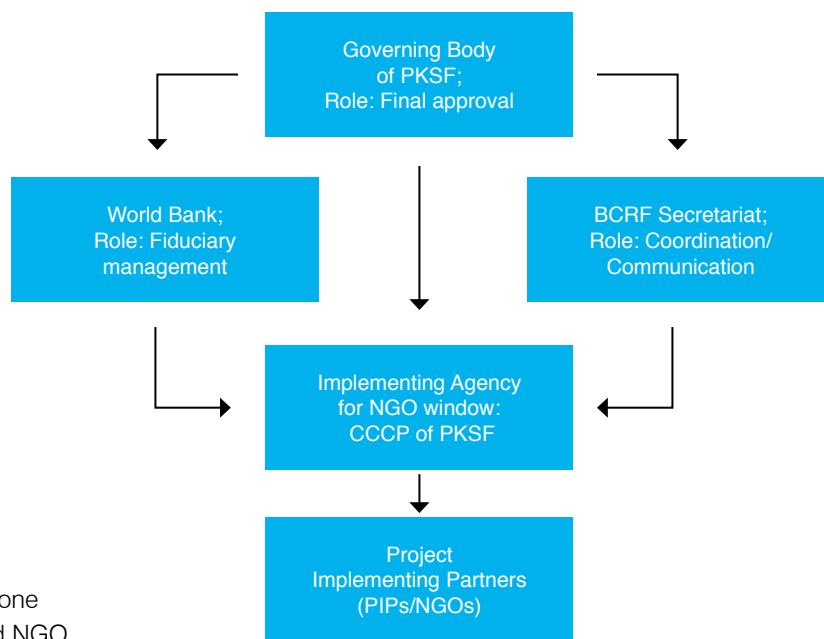 Governing Body
of PKSF;
Role: Final approval
World Bank;
Role: Fiduciary
management
BCRF Secretariat;
Role: Coordination/
Communication
Implementing Agency
for NGO window:
CCCP of PKSF
Project
Implementing Partners
(PIPs/NGOs)
one
NGO